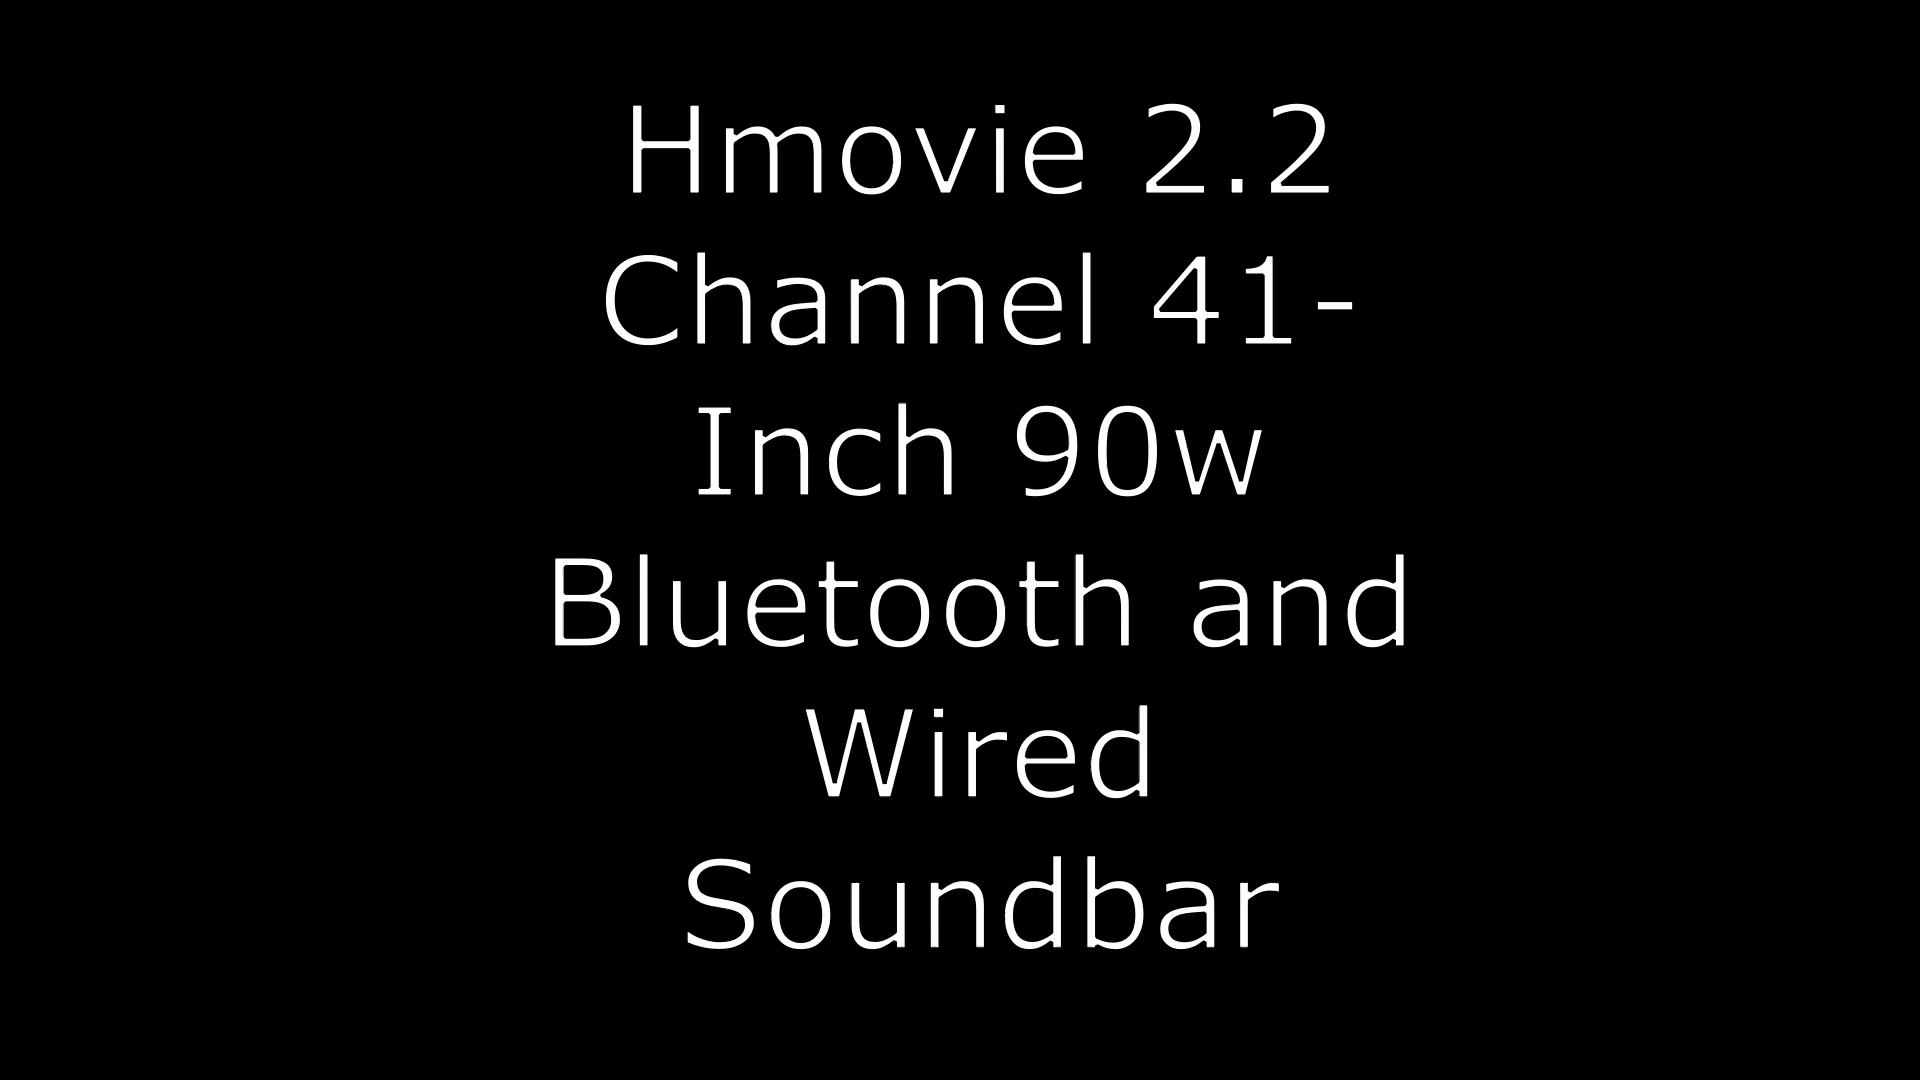 Hmovie 2.2
Channel 41-
Inch 90w
Bluetooth and
Wired
Soundbar